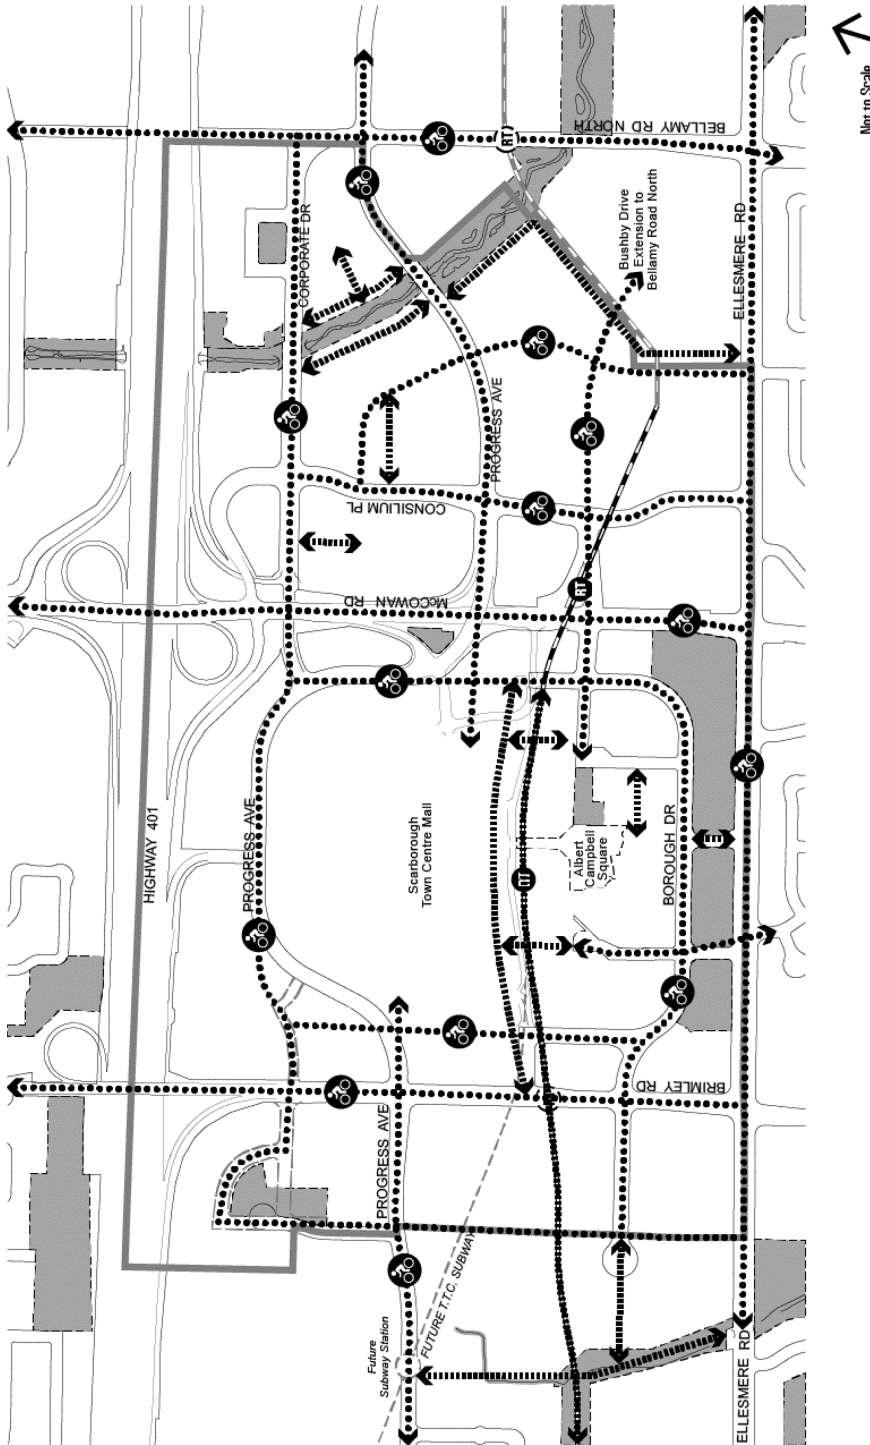 Not to Scale
BELLAMY RD NORTH
RT
CORPORATE DR
Bushby Drive
Extension to
Bellamy Road North
ELLESMERE RD
PROGRESS AVE
CONSILIUM PL
RT
McCOWAN RD
HIGHWAY 401
PROGRESS AVE
Scarborough
Town Centre Mall
Albert
Campbell
Square
BOROUGH DR
RT
BRIMLEY RD
PROGRESS AVE
FUTURE T.T.C. SUBWAY
Future
Subway Station
ELLESMERE RD